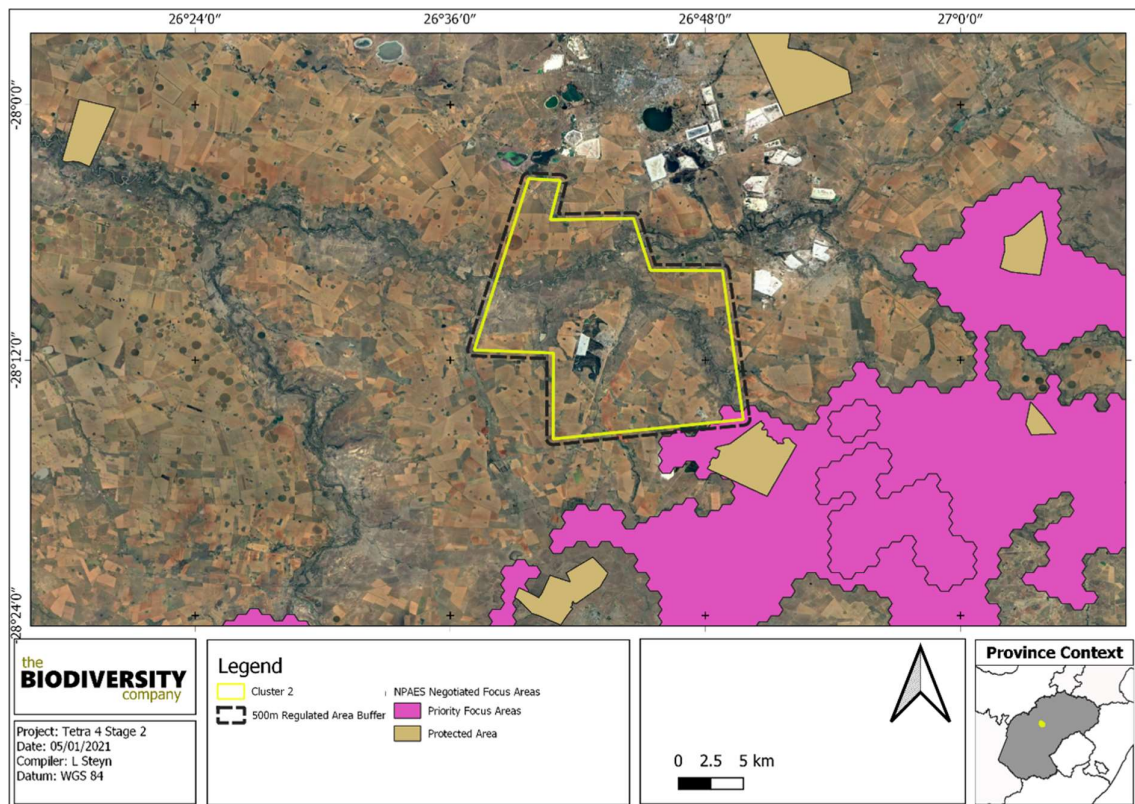 26°24′0″ 26°36′0″ 26°48′0″ 27°0′0″
-28°0′0″
-28°12′0″
-28°24′0″
the
BIODIVERSITY
company
Project: Tetra 4 Stage 2
Date: 05/01/2021
Compiler: L Steyn
Datum: WGS 84
Legend
Cluster 2
500m Regulated Area Buffer
NPAES Negotiated Focus Areas
Priority Focus Areas
Protected Area
0 2.5 5 km
Province Context